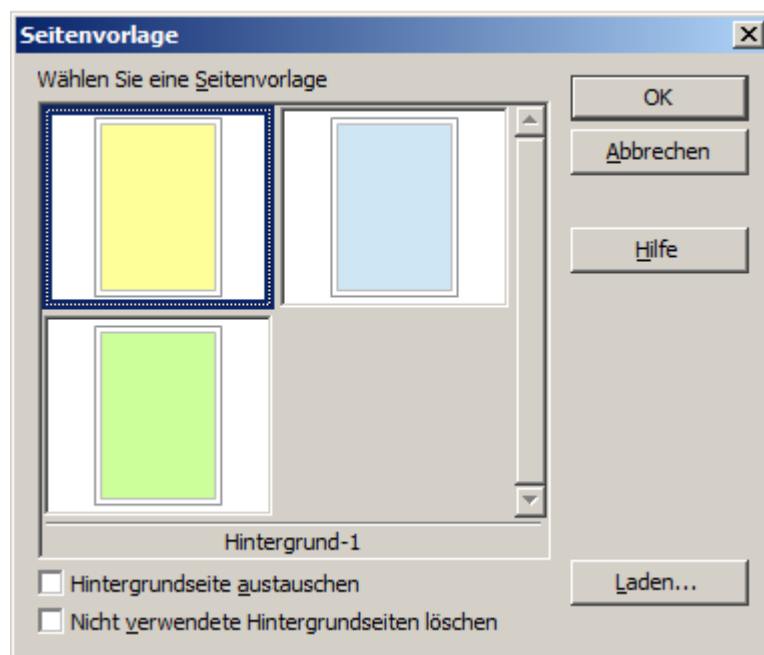 Seitenvorlage
Wählen Sie eine Seitenvorlage
OK
Abbrechen
Hilfe
Hintergrund-1
Hintergrundseite austauschen
Laden...
Nicht verwendete Hintergrundseiten löschen